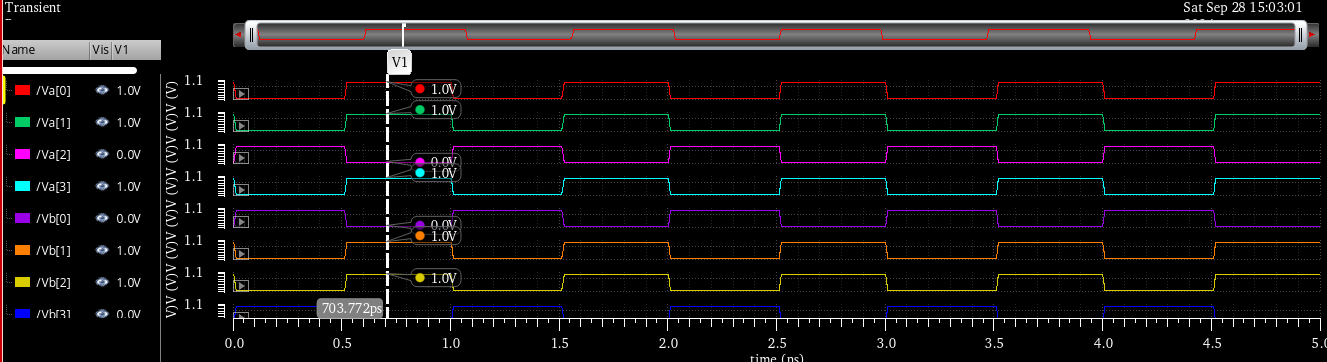 Transient
Sat Sep 28 15:03:01
Name Vis V1
V1
/Va[0] 1.0V 1.1 1.0V
/Va[1] 1.0V 1.1 1.0V
/Va[2] 0.0V 1.1 0.0V
/Va[3] 1.0V 1.1 1.0V
/Vb[0] 0.0V 1.1 0.0V
/Vb[1] 1.0V 1.1 1.0V
/Vb[2] 1.0V 1.1 1.0V
/Vb[3] 0.0V 1.1
703.772ps
0.0 0.5 1.0 1.5 2.0 2.5 3.0 3.5 4.0 4.5 5.0
time (ns)